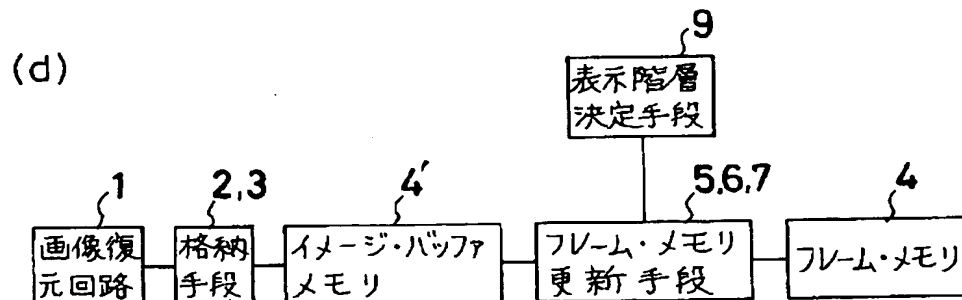 (d)
9
表示階層
決定手段
1
2,3
4′
5,6,7
4
画像復
元回路
格納
手段
イメージ・バッファ
メモリ
フレーム・メモリ
更新手段
フレーム・メモリ